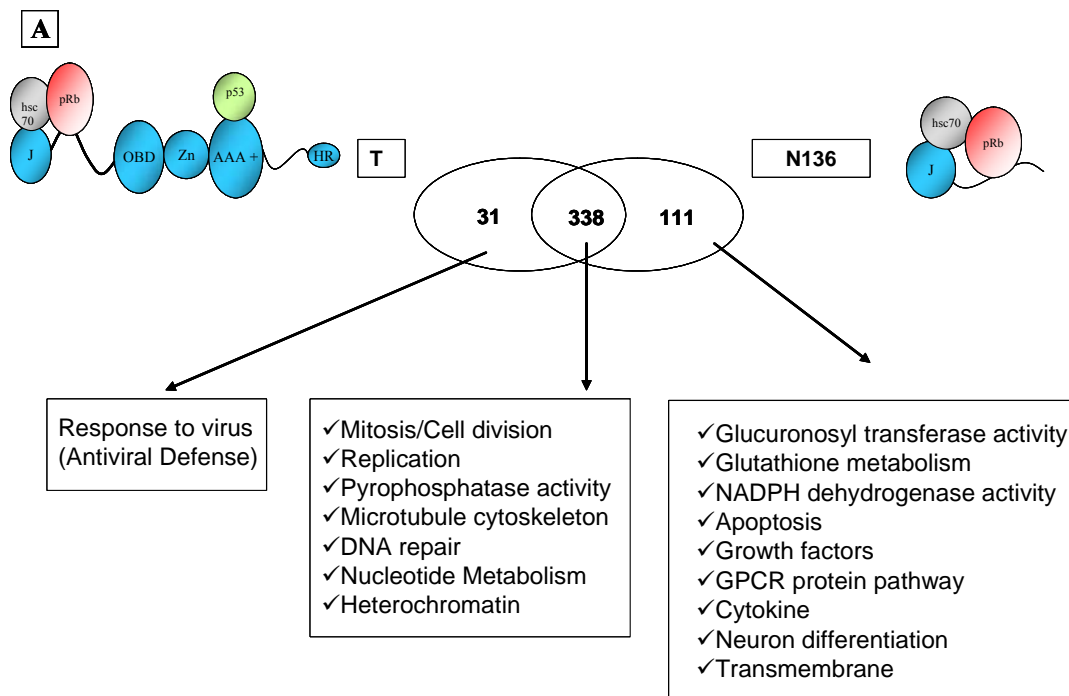 A
hsc
70
pRb
J
OBD
Zn
p53
AAA +
HR
T
N136
hsc70
pRb
J
31
338
111
Response to virus
(Antiviral Defense)
✓Mitosis/Cell division
✓Replication
✓Pyrophosphatase activity
✓Microtubule cytoskeleton
✓DNA repair
✓Nucleotide Metabolism
✓Heterochromatin
✓Glucuronosyl transferase activity
✓Glutathione metabolism
✓NADPH dehydrogenase activity
✓Apoptosis
✓Growth factors
✓GPCR protein pathway
✓Cytokine
✓Neuron differentiation
✓Transmembrane